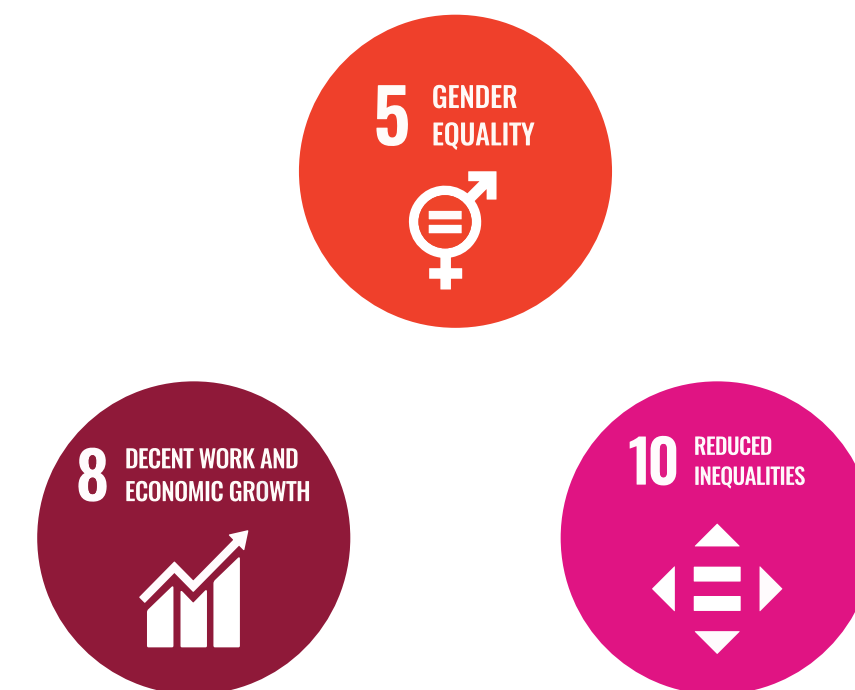 5 GENDER
EQUALITY
8 DECENT WORK AND
ECONOMIC GROWTH
10 REDUCED
INEQUALITIES